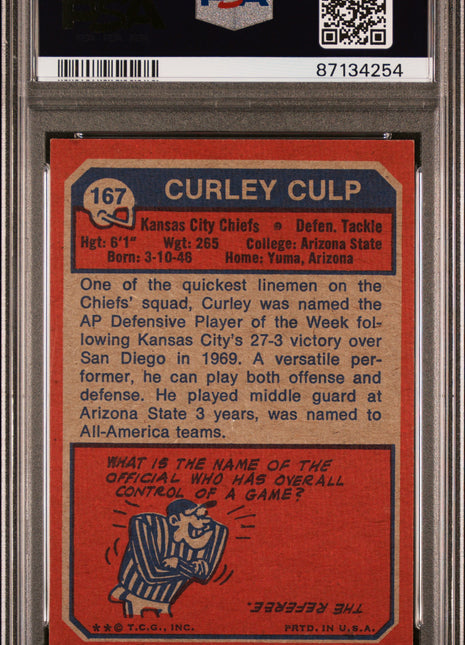 PSA
PSA
87134254
167
CURLEY CULP
Kansas City Chiefs Defen. Tackle
Hgt: 6'1" Wgt: 265 College: Arizona State
Born: 3-10-46 Home: Yuma, Arizona
One of the quickest linemen on the
Chiefs' squad, Curley was named the
AP Defensive Player of the Week fol-
lowing Kansas City's 27-3 victory over
San Diego in 1969. A versatile per-
former, he can play both offense and
defense. He played middle guard at
Arizona State 3 years, was named to
All-America teams.
WHAT IS THE NAME OF THE
OFFICIAL WHO HAS OVERALL
CONTROL OF A GAME?
THE REFEREE.
**© T.C.G., INC. PRTD. IN U.S.A.